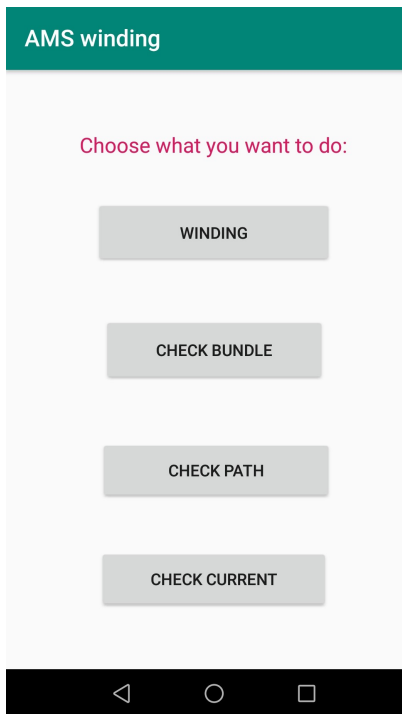 AMS winding
Choose what you want to do:
WINDING
CHECK BUNDLE
CHECK PATH
CHECK CURRENT